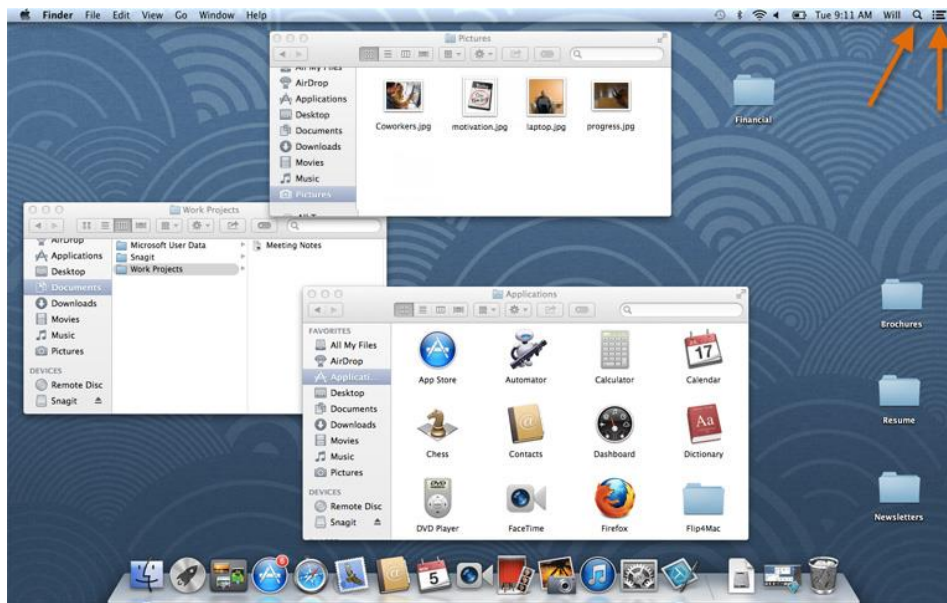 Finder File Edit View Go Window Help Tue 9:11 AM Will
Pictures
AirDrop
Applications
Desktop
Documents
Downloads
Movies
Music
Pictures
Coworkers.jpg motivation.jpg laptop.jpg progress.jpg
Financial
Work Projects
AirDrop
Applications
Desktop
Documents
Downloads
Movies
Music
Pictures
DEVICES
Remote Disc
Snagit
Microsoft User Data
Snagit
Work Projects
Meeting Notes
Applications
FAVORITES
All My Files
AirDrop
Applicati...
Desktop
Documents
Downloads
Movies
Music
Pictures
DEVICES
Remote Disc
Snagit
App Store Automator Calculator Calendar
Chess Contacts Dashboard Dictionary
DVD Player FaceTime Firefox Flip4Mac
17
Aa
DVD
Brochures
Resume
Newsletters
5